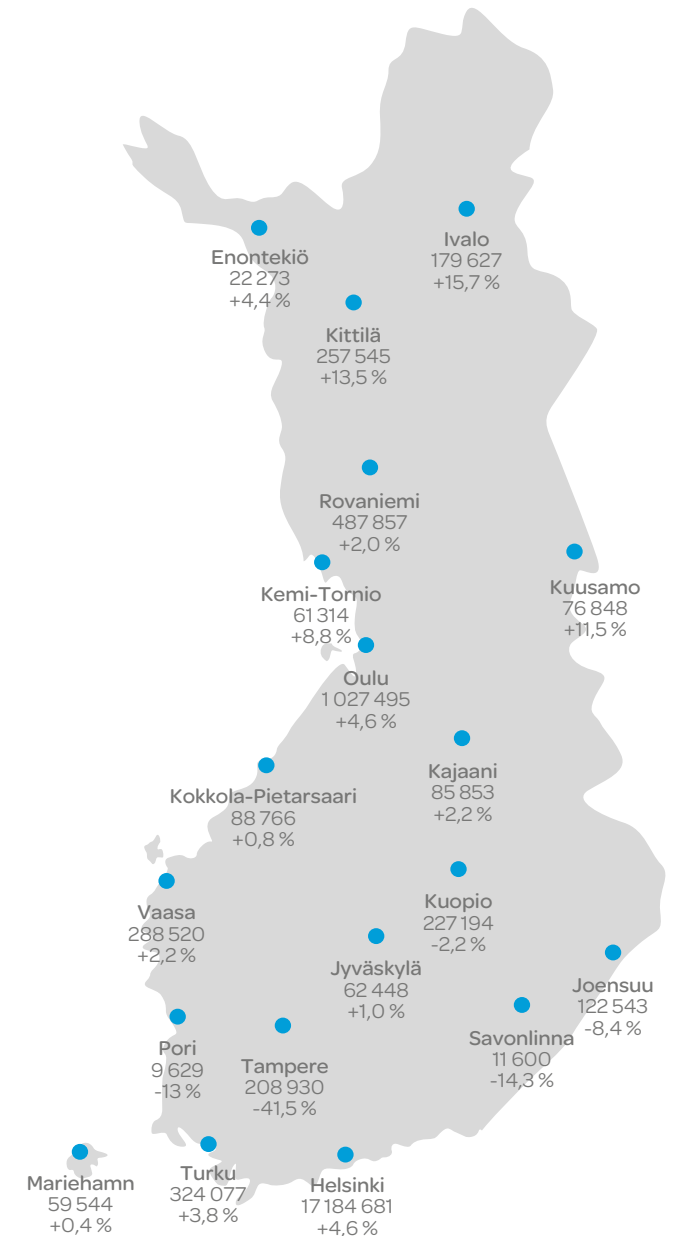 Ivalo
179 627
+15,7 %
Enontekiö
22 273
+4,4 %
Kittilä
257 545
+13,5 %
Rovaniemi
487 857
+2,0 %
Kuusamo
76 848
+11,5 %
Kemi-Tornio
61 314
+8,8 %
Oulu
1 027 495
+4,6 %
Kajaani
85 853
+2,2 %
Kokkola-Pietarsaari
88 766
+0,8 %
Kuopio
227 194
-2,2 %
Vaasa
288 520
+2,2 %
Jyväskylä
62 448
+1,0 %
Joensuu
122 543
-8,4 %
Savonlinna
11 600
-14,3 %
Pori
9 629
-13 %
Tampere
208 930
-41,5 %
Turku
324 077
+3,8 %
Mariehamn
59 544
+0,4 %
Helsinki
17 184 681
+4,6 %